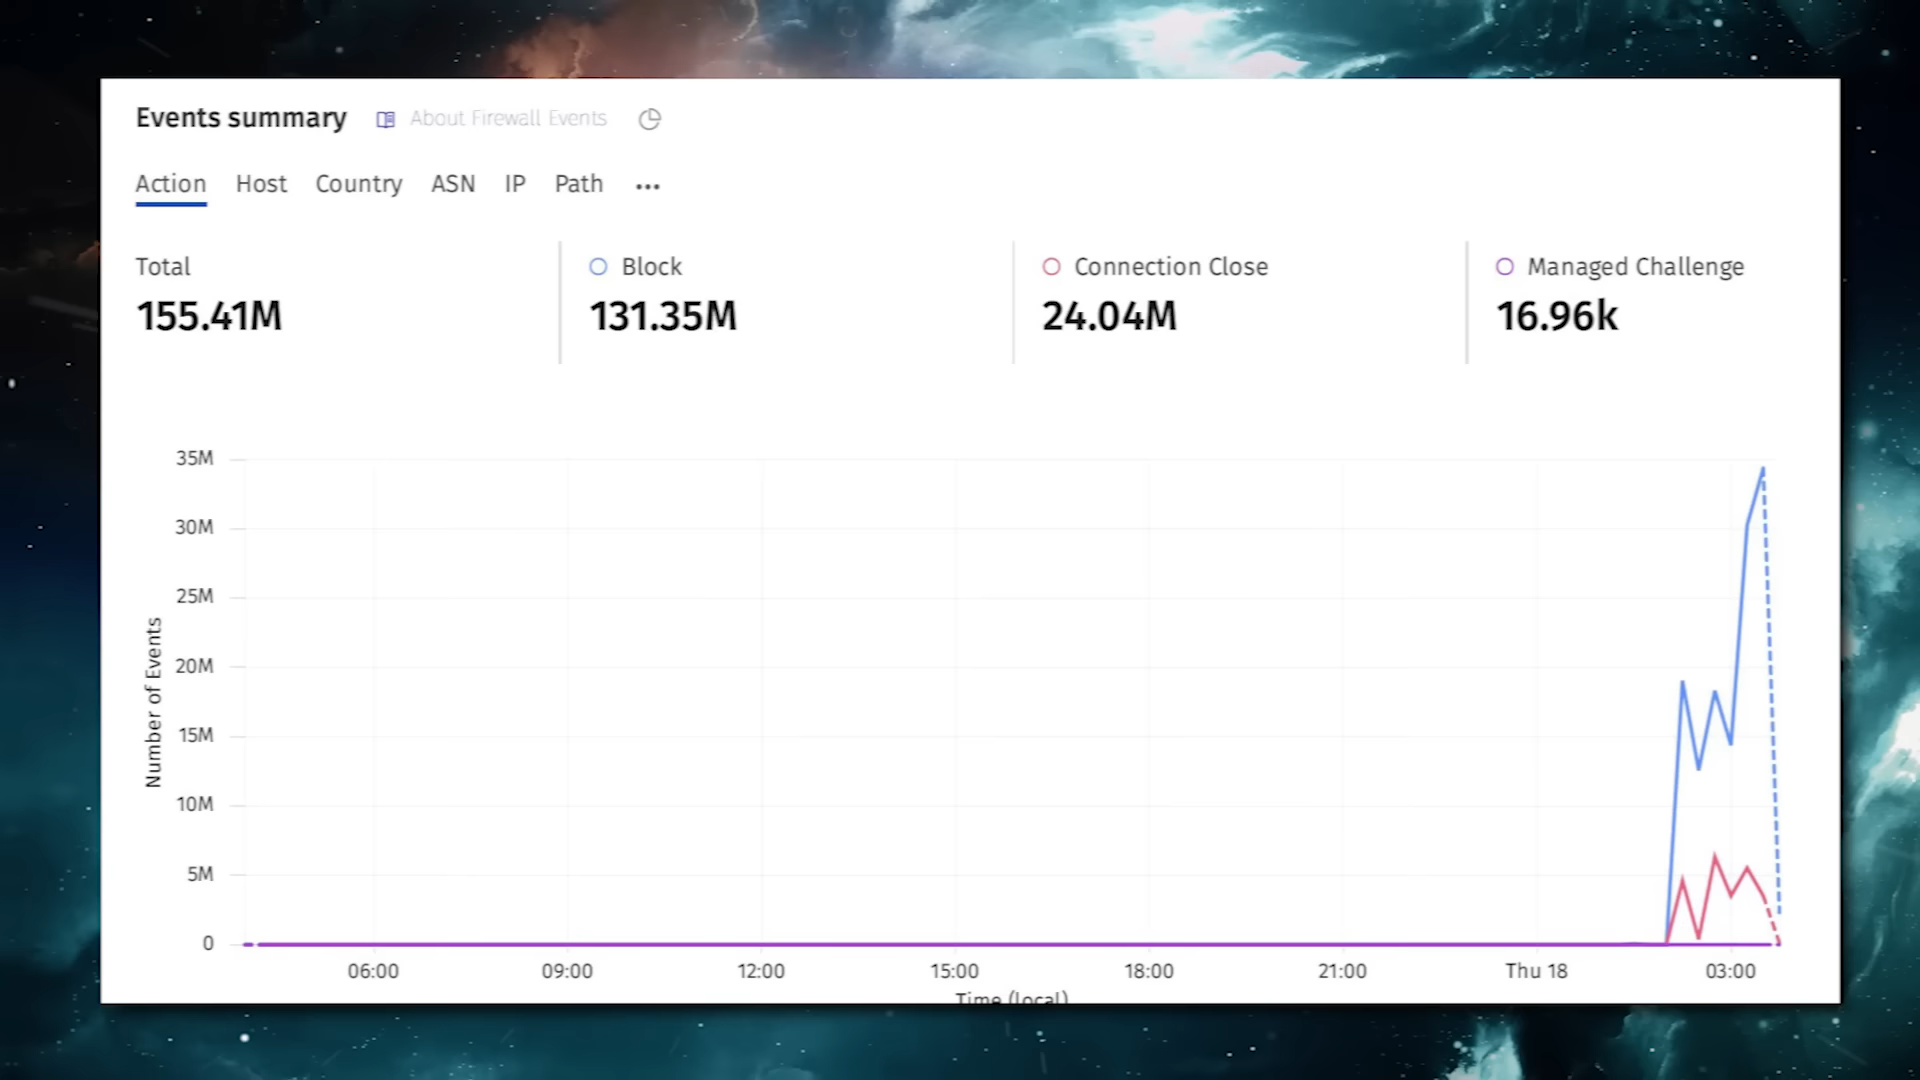 Events summary About Firewall Events
Action Host Country ASN IP Path ...
Total Block Connection Close Managed Challenge
155.41M 131.35M 24.04M 16.96k
35M
30M
25M
20M
15M
10M
5M
0
Number of Events
06:00 09:00 12:00 15:00 18:00 21:00 Thu 18 03:00
Time (local)